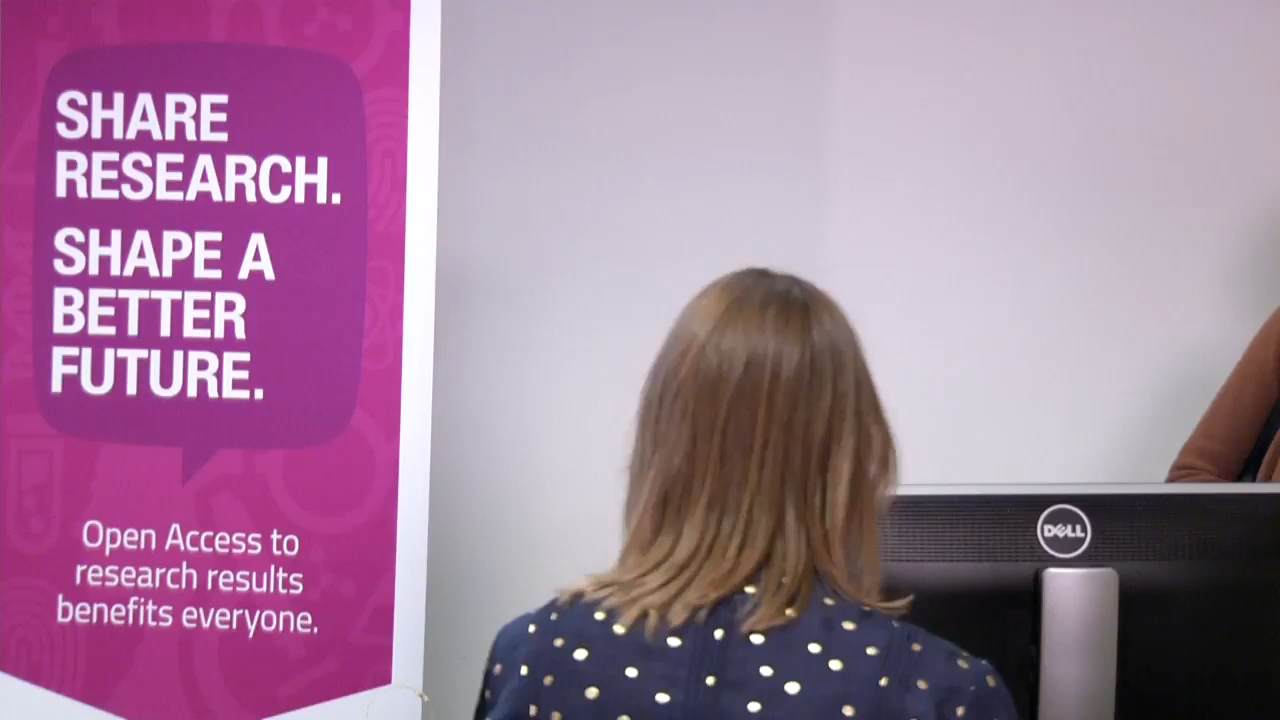 SHARE
RESEARCH.
SHAPE A
BETTER
FUTURE.
Open Access to
research results
benefits everyone.
DELL